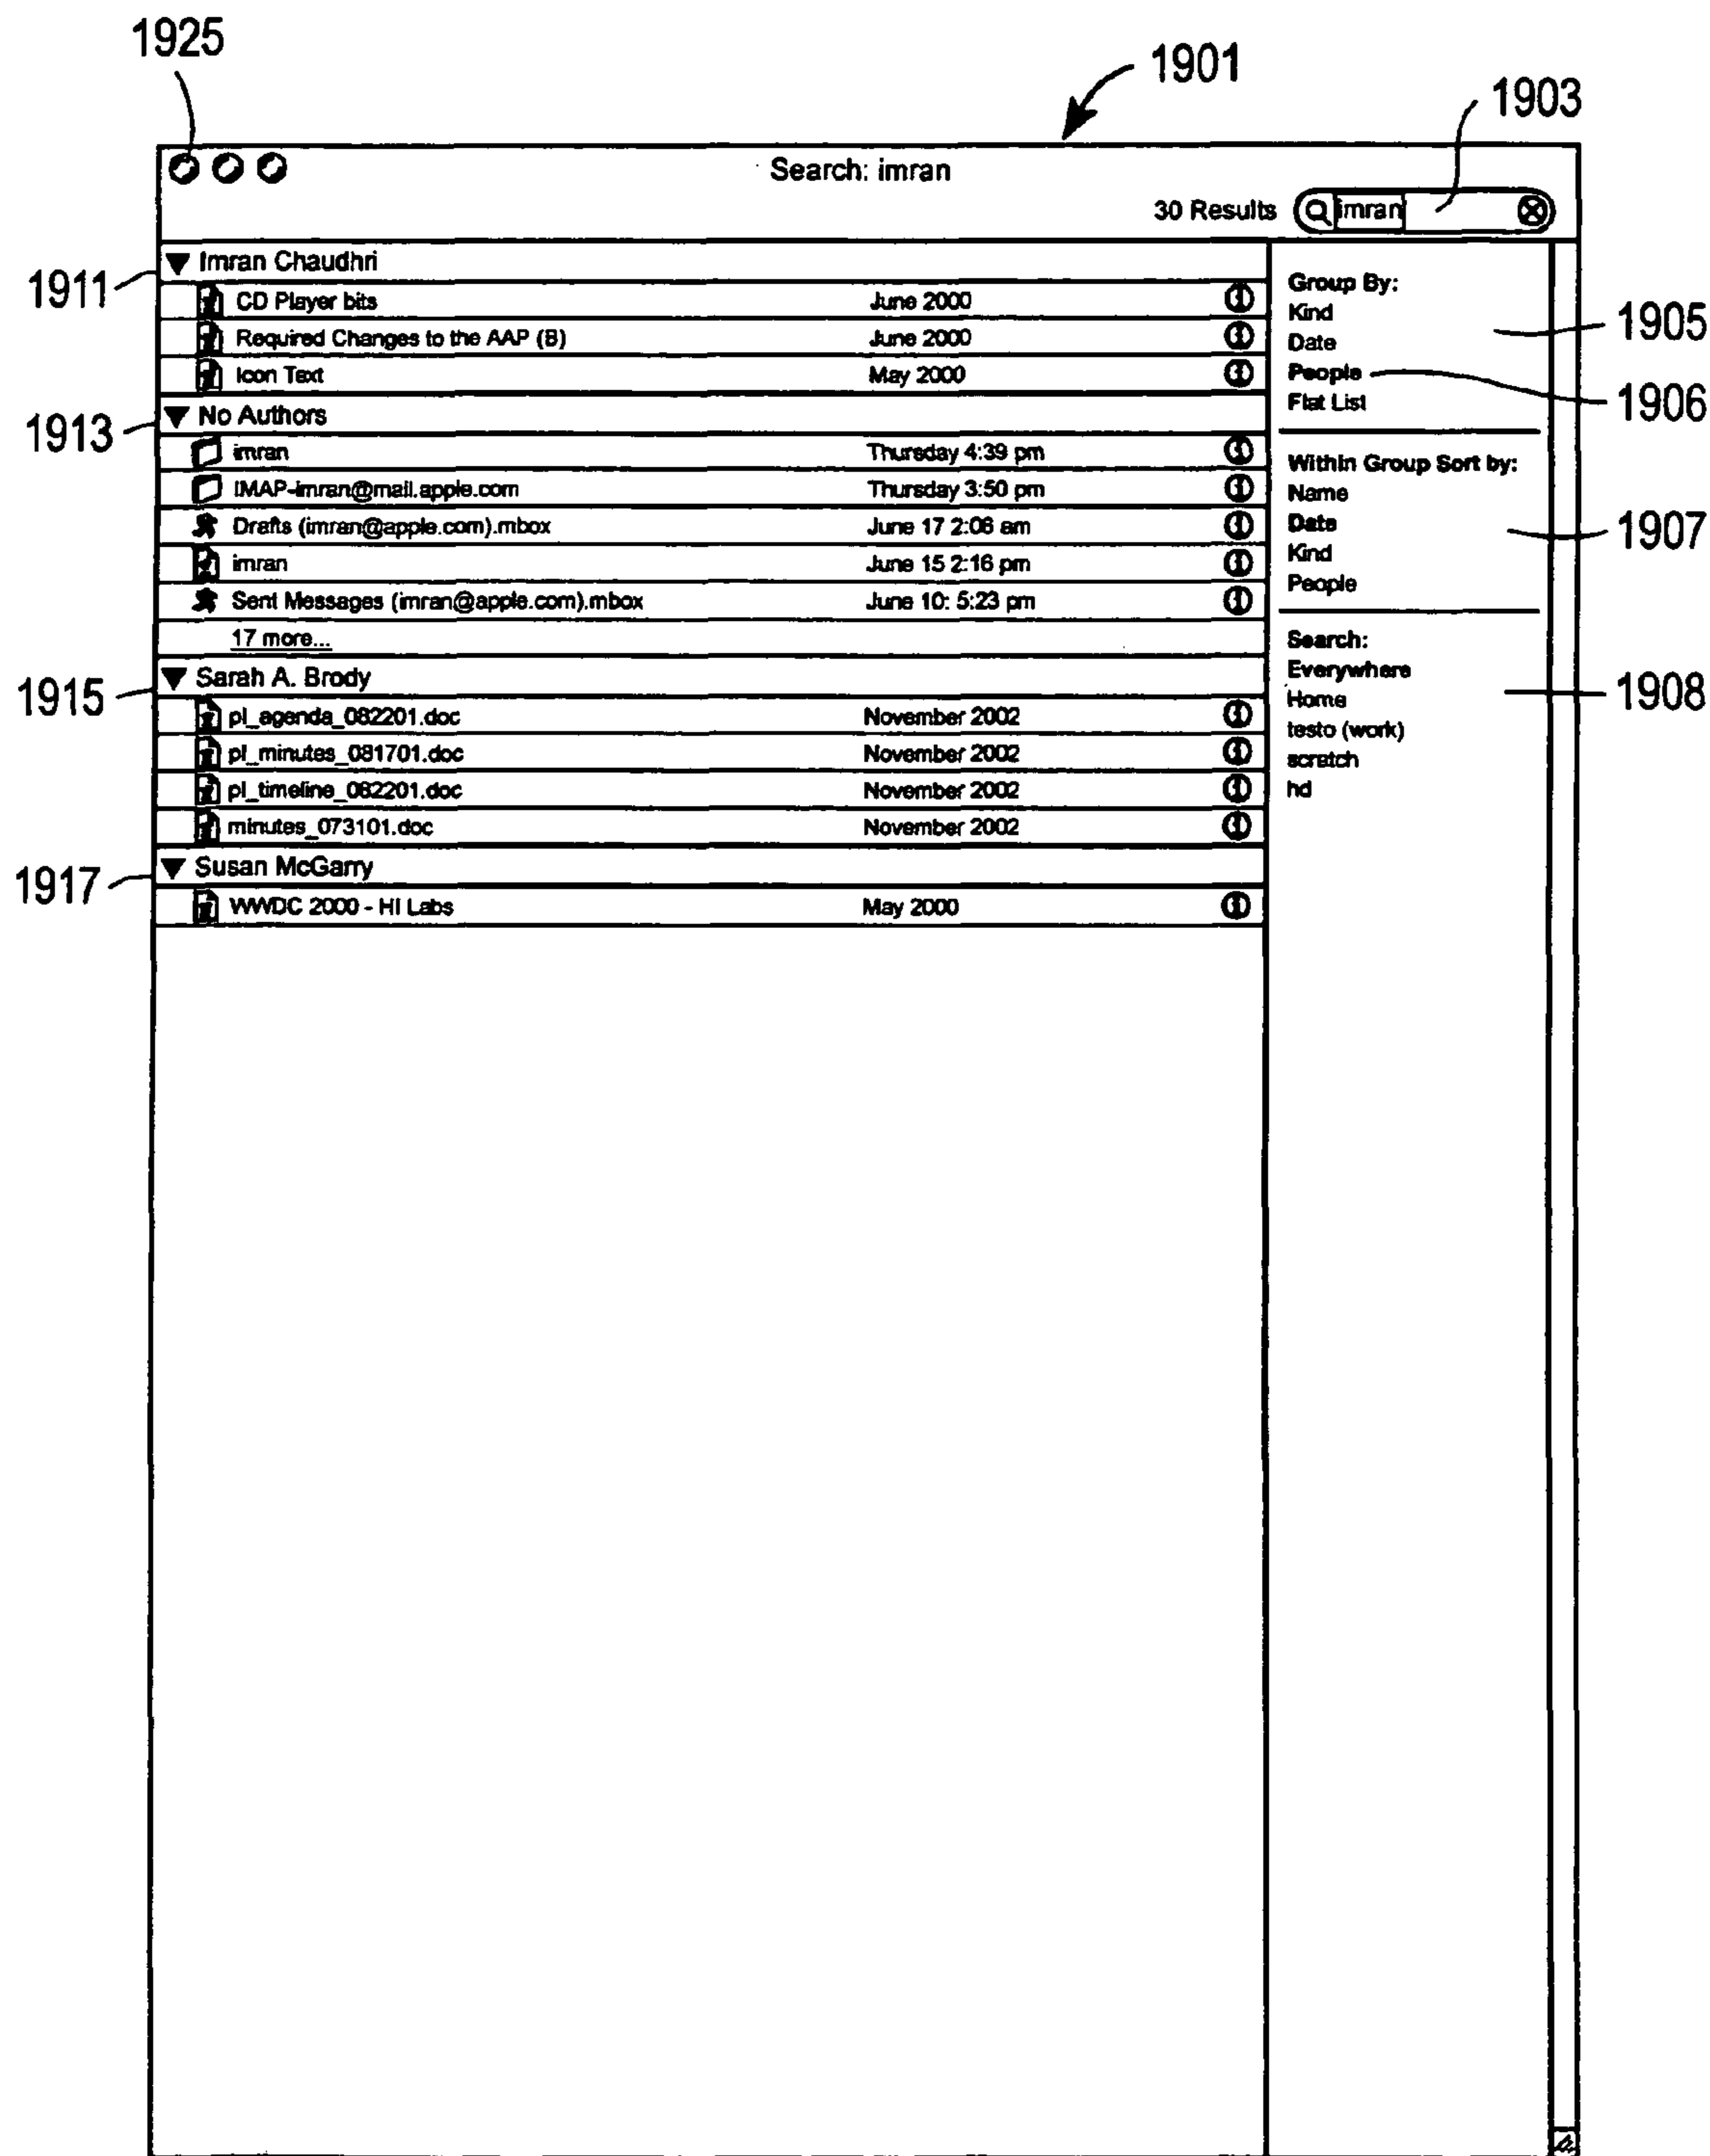 1925
1901
1903
Search: imran
30 Results imran
1911
Imran Chaudhri
CD Player bits June 2000
Required Changes to the AAP (B) June 2000
Icon Text May 2000
1913
No Authors
imran Thursday 4:39 pm
IMAP-imran@mail.apple.com Thursday 3:50 pm
Drafts (imran@apple.com).mbox June 17 2:06 am
imran June 15 2:16 pm
Sent Messages (imran@apple.com).mbox June 10: 5:23 pm
17 more...
1915
Sarah A. Brody
pl_agenda_082201.doc November 2002
pl_minutes_081701.doc November 2002
pl_timeline_082201.doc November 2002
minutes_073101.doc November 2002
1917
Susan McGarry
WWDC 2000 - HI Labs May 2000
Group By:
Kind
Date
People
Flat List
1905
1906
Within Group Sort by:
Name
Date
Kind
People
1907
Search:
Everywhere
Home
testo (work)
scratch
hd
1908